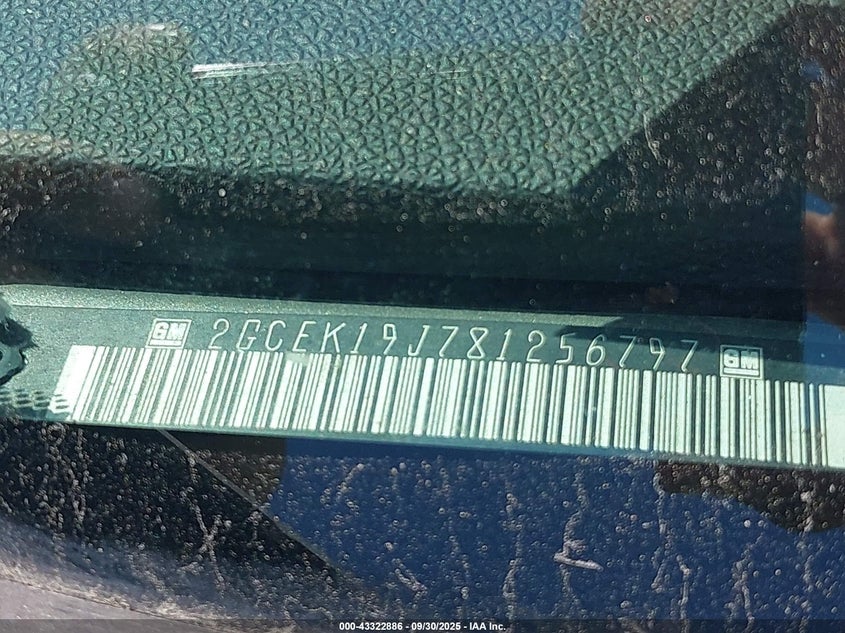 GM 2GCEK19J781256797 GM
000-43322886 - 09/30/2025 - IAA Inc.